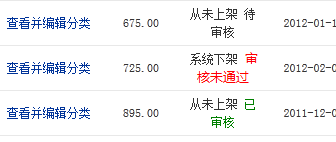 查看并编辑分类 675.00 从未上架 待
审核 2012-01-1
查看并编辑分类 725.00 系统下架 审
核未通过 2012-02-0
查看并编辑分类 895.00 从未上架 已
审核 2011-12-0